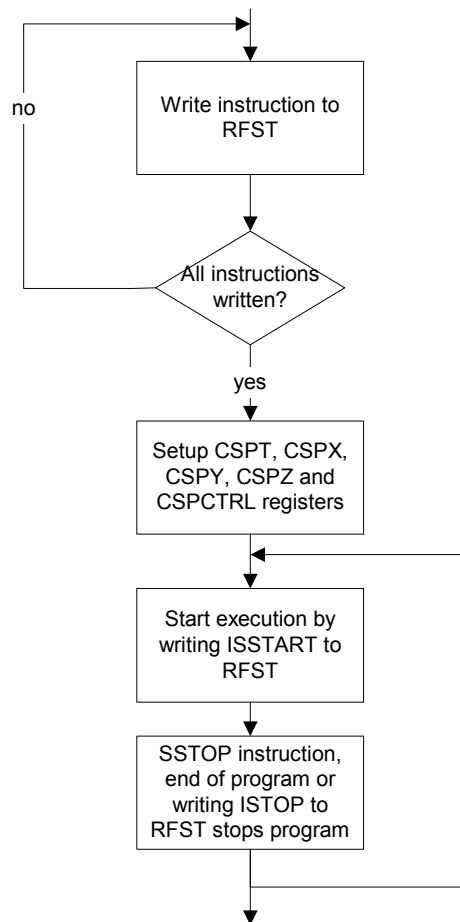 Write instruction to
RFST
no
All instructions
written?
yes
Setup CSPT, CSPX,
CSPY, CSPZ and
CSPCTRL registers
Start execution by
writing ISSTART to
RFST
SSTOP instruction,
end of program or
writing ISTOP to
RFST stops program